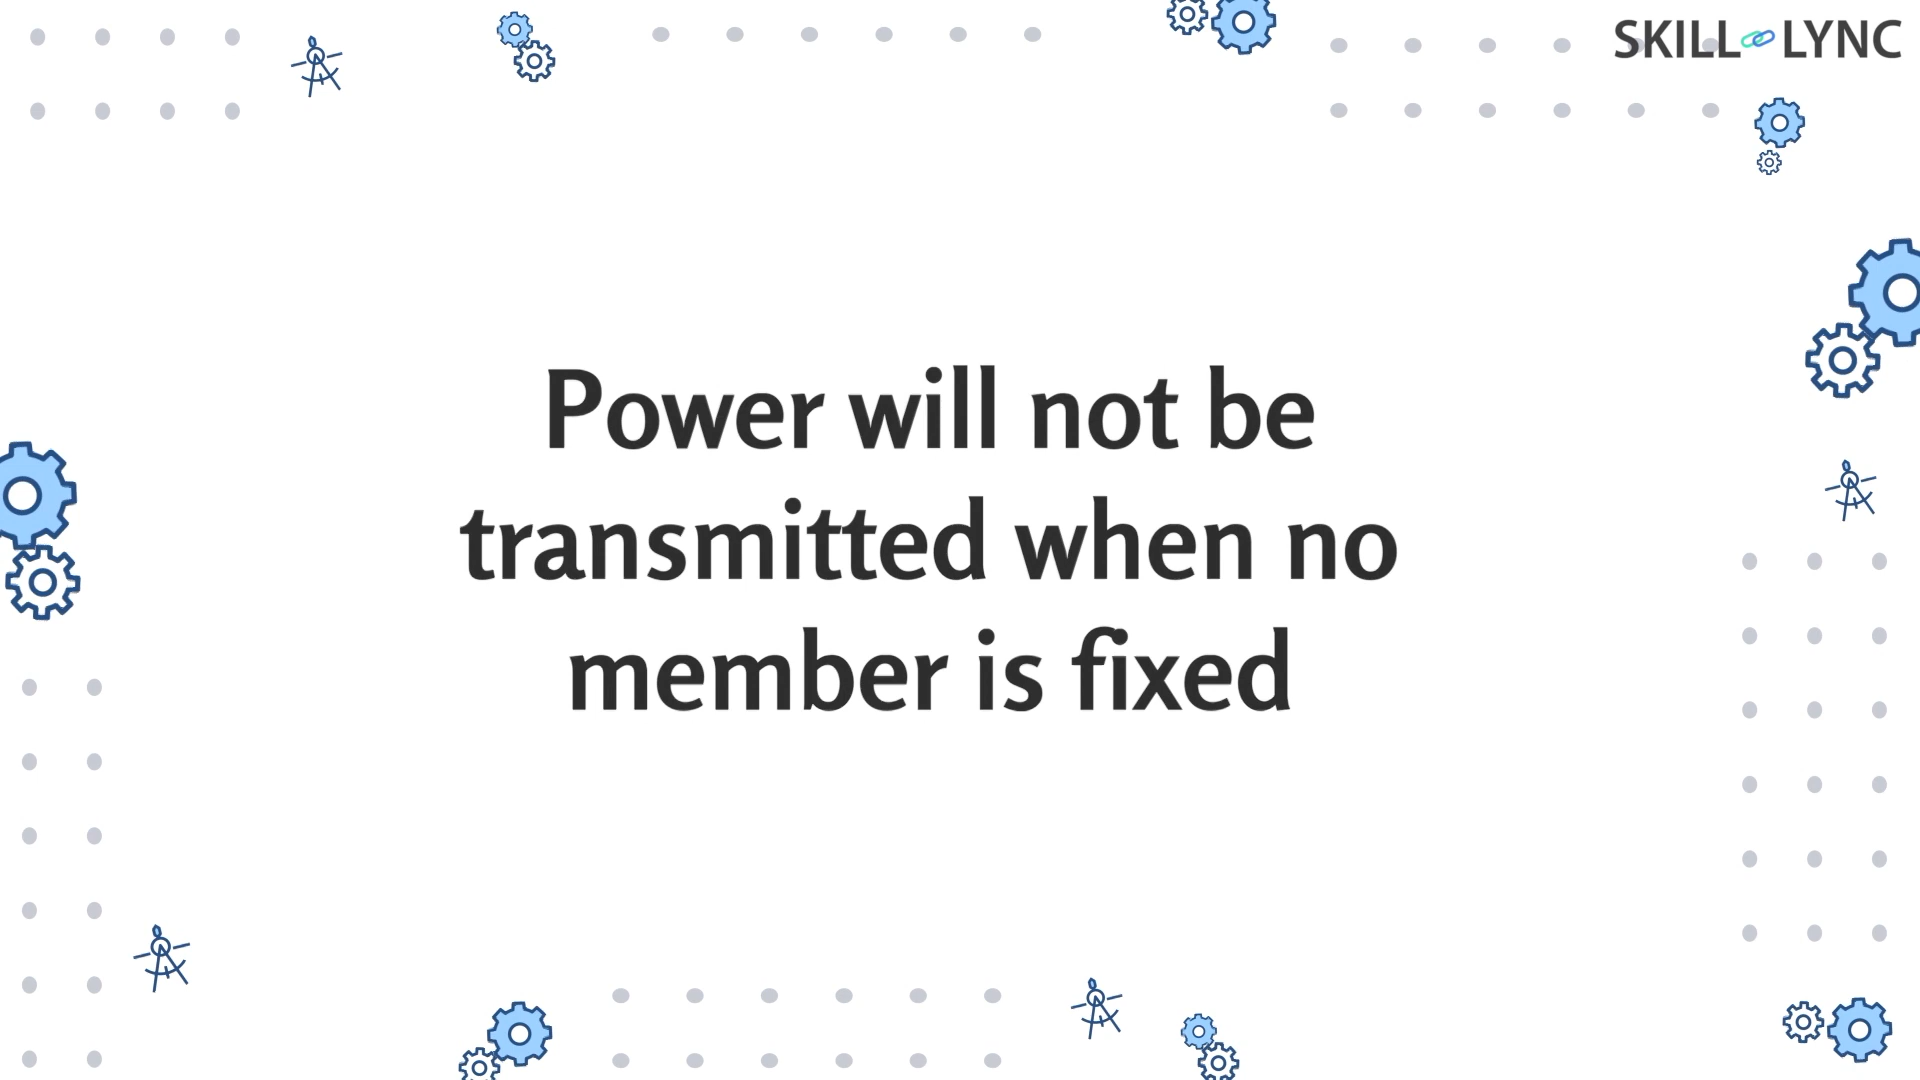 SKILL LYNC
Power will not be
transmitted when no
member is fixed